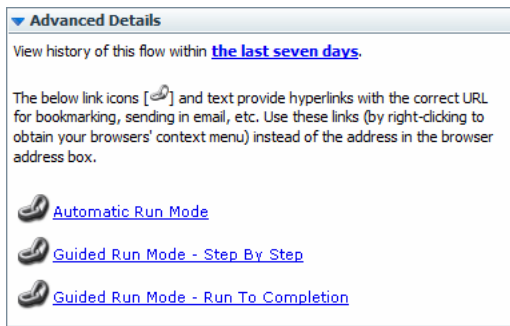 Advanced Details
View history of this flow within the last seven days.
The below link icons [] and text provide hyperlinks with the correct URL
for bookmarking, sending in email, etc. Use these links (by right-clicking to
obtain your browsers' context menu) instead of the address in the browser
address box.
Automatic Run Mode
Guided Run Mode - Step By Step
Guided Run Mode - Run To Completion